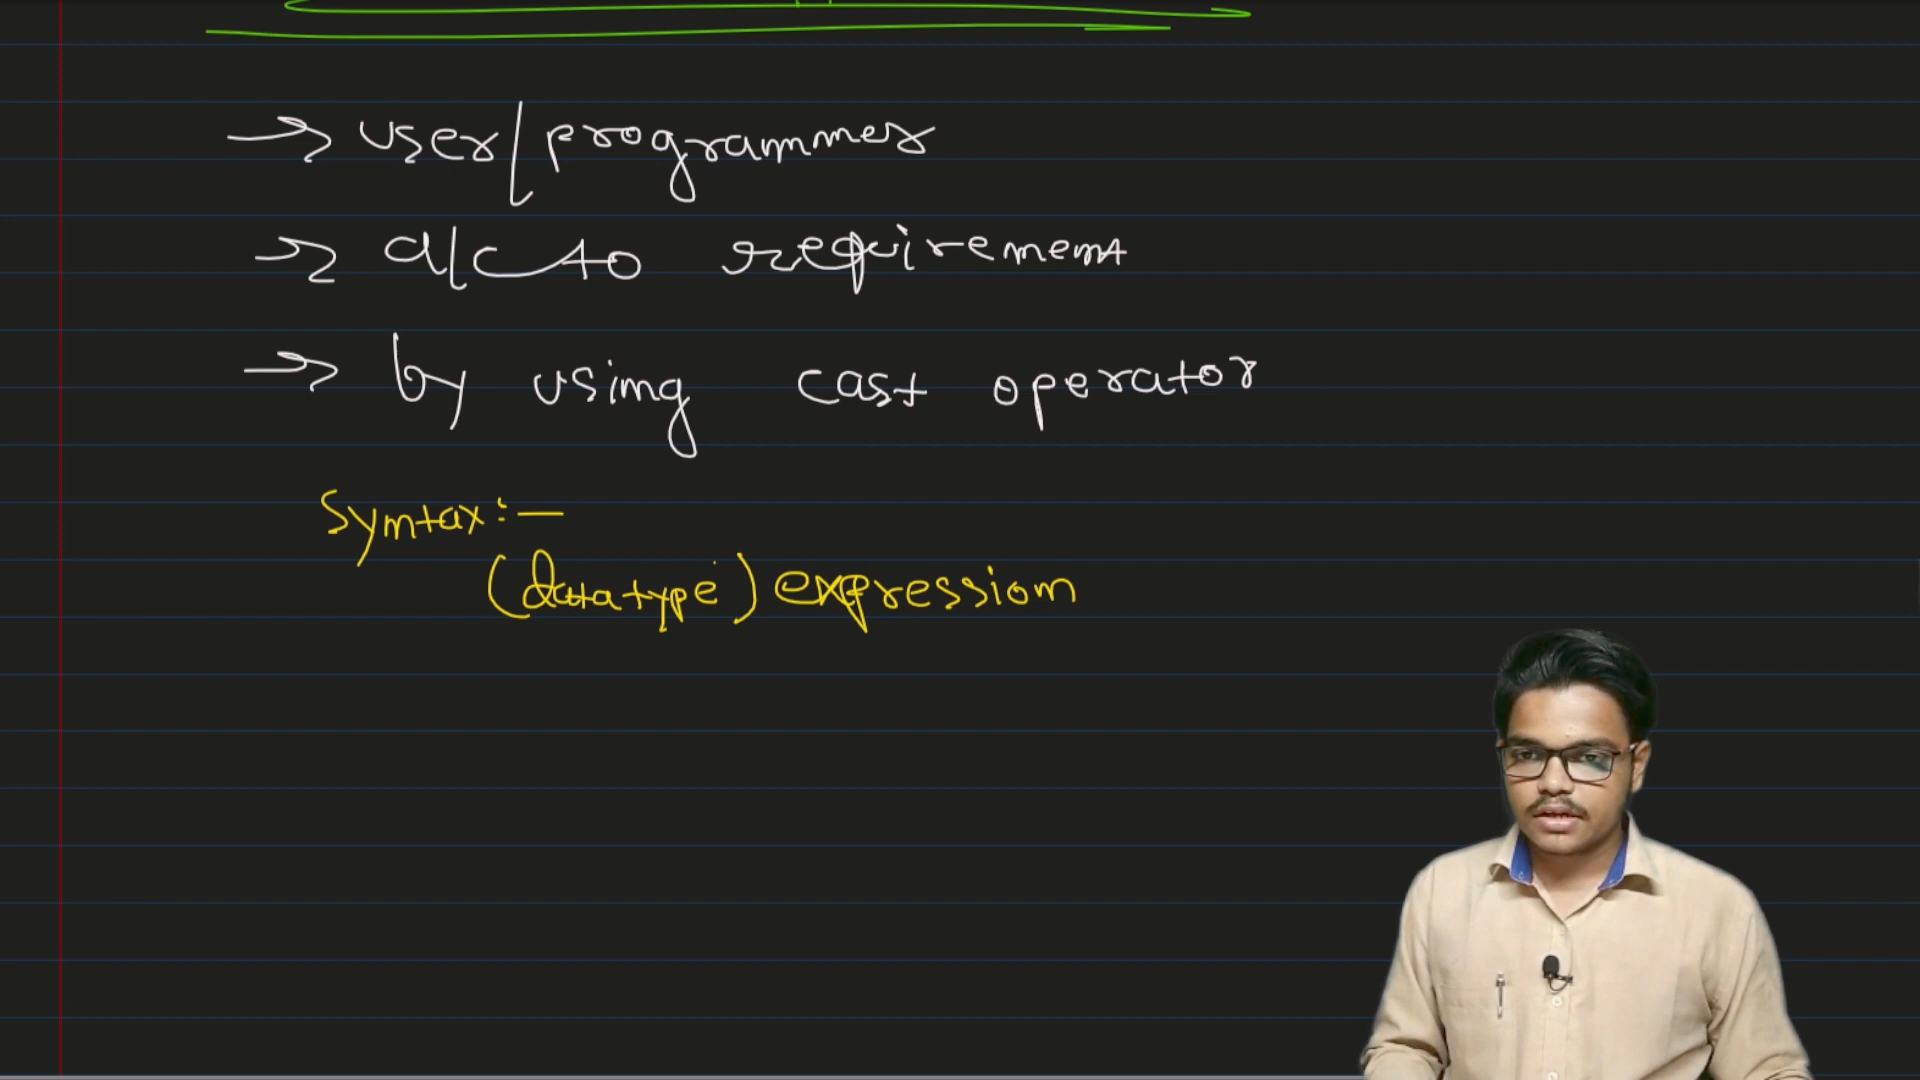 → user/programmer
→ a/c to requirement
→ by using cast operator
Syntax:—
(datatype) expression